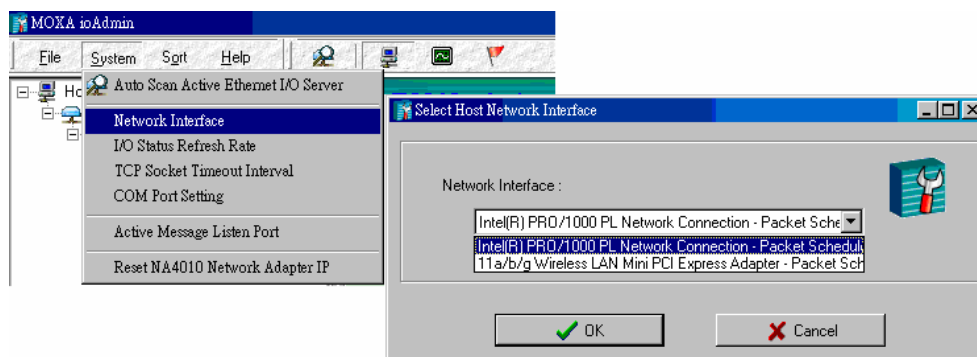 MOXA ioAdmin
File System Sort Help
Auto Scan Active Ethernet I/O Server
Network Interface
I/O Status Refresh Rate
TCP Socket Timeout Interval
COM Port Setting
Active Message Listen Port
Reset NA4010 Network Adapter IP
Select Host Network Interface
Network Interface :
Intel(R) PRO/1000 PL Network Connection - Packet Sche
Intel(R) PRO/1000 PL Network Connection - Packet Schedul
11a/b/g Wireless LAN Mini PCI Express Adapter - Packet Sch
OK Cancel